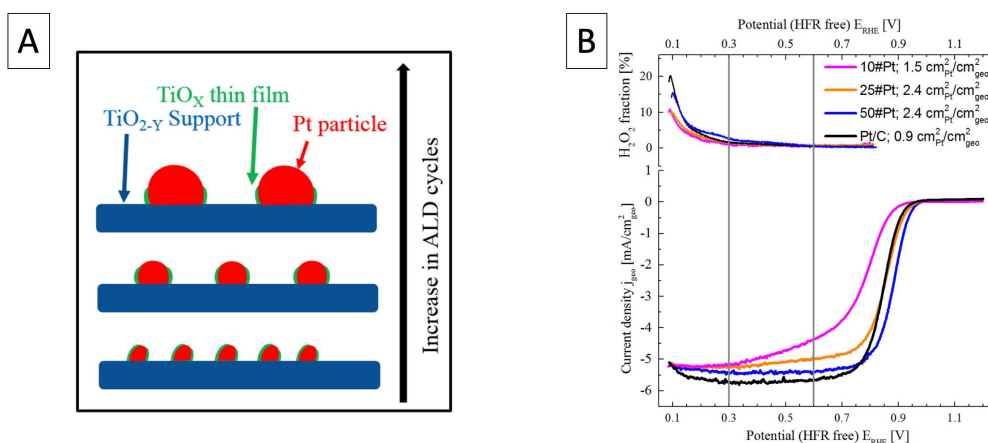 A
TiOX thin film
TiO2-Y Support
Pt particle
Increase in ALD cycles
B
Potential (HFR free) ERHE [V]
0.1 0.3 0.5 0.7 0.9 1.1
H2O2 fraction [%]
20
10
0
10#Pt; 1.5 cm2Pt/cm2geo
25#Pt; 2.4 cm2Pt/cm2geo
50#Pt; 2.4 cm2Pt/cm2geo
Pt/C; 0.9 cm2Pt/cm2geo
Current density jgeo [mA/cm2geo]
1
0
-1
-2
-3
-4
-5
-6
0.1 0.3 0.5 0.7 0.9 1.1
Potential (HFR free) ERHE [V]